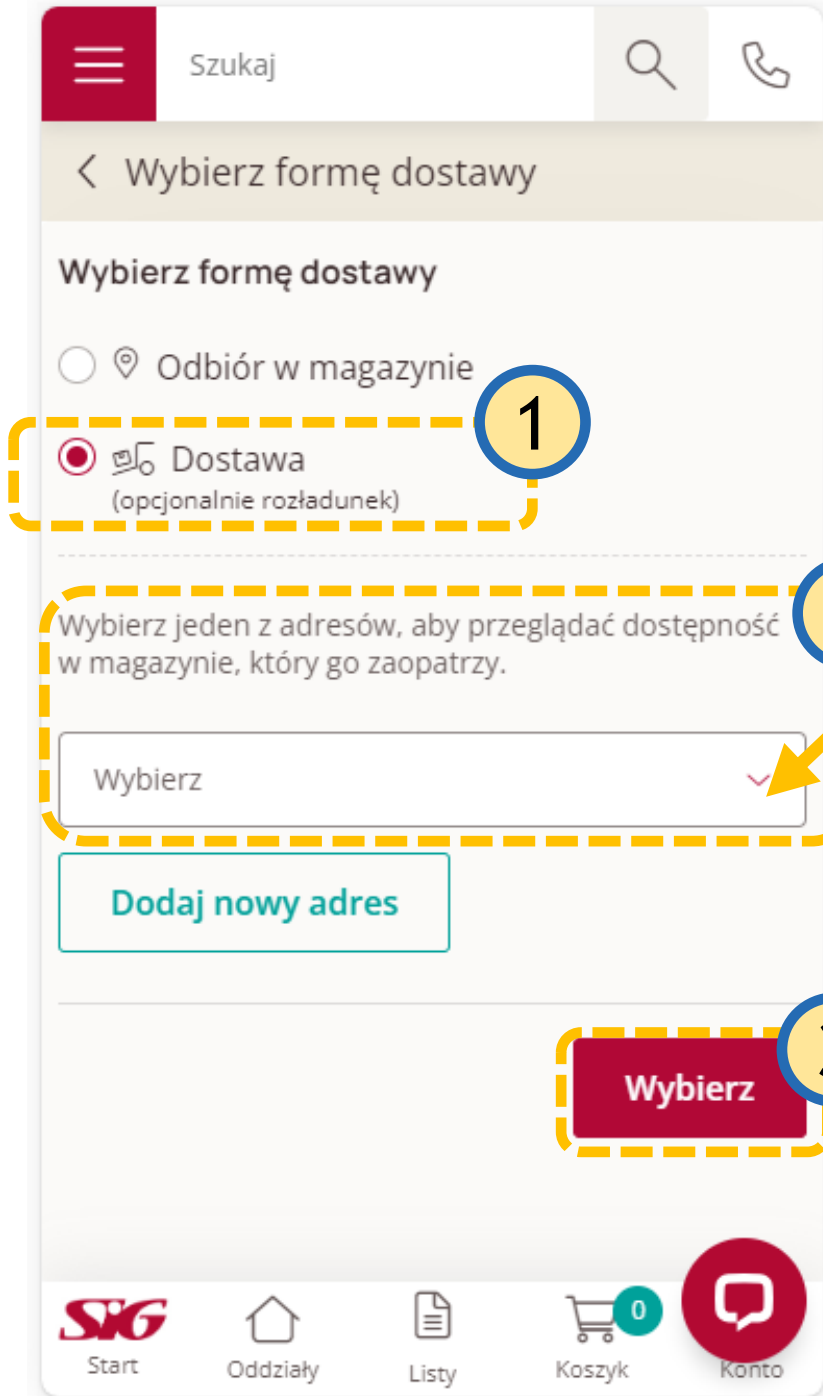 Szukaj
Wybierz formę dostawy
Wybierz formę dostawy
Odbiór w magazynie
1
Dostawa
(opcjonalnie rozładunek)
Wybierz jeden z adresów, aby przeglądać dostępność
w magazynie, który go zaopatrzy.
Wybierz
Dodaj nowy adres
Wybierz
SIG
0
Start
Oddziały
Listy
Koszyk
Konto